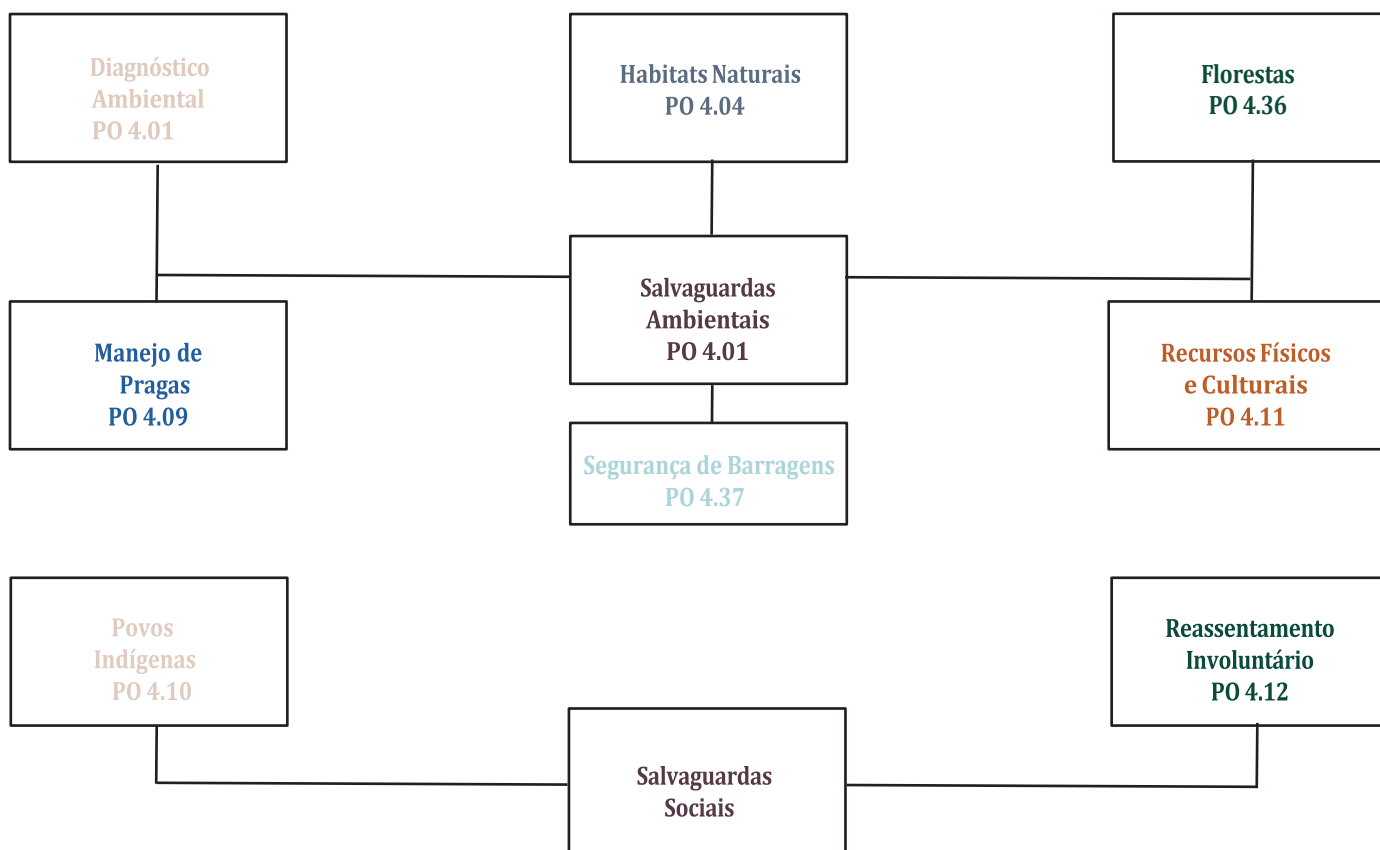 Diagnóstico
Ambiental
PO 4.01
Habitats Naturais
PO 4.04
Florestas
PO 4.36
Salvaguardas
Ambientais
PO 4.01
Manejo de
Pragas
PO 4.09
Recursos Físicos
e Culturais
PO 4.11
Segurança de Barragens
PO 4.37
Povos
Indígenas
PO 4.10
Reassentamento
Involuntário
PO 4.12
Salvaguardas
Sociais